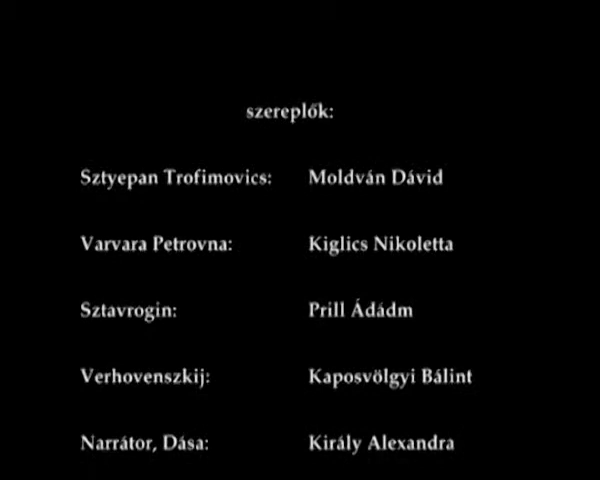 szereplők:
Sztyepan Trofimovics: Moldván Dávid
Varvara Petrovna: Kiglics Nikoletta
Sztavrogin: Prill Ádádm
Verhovenszkij: Kaposvölgyi Bálint
Narrátor, Dása: Király Alexandra